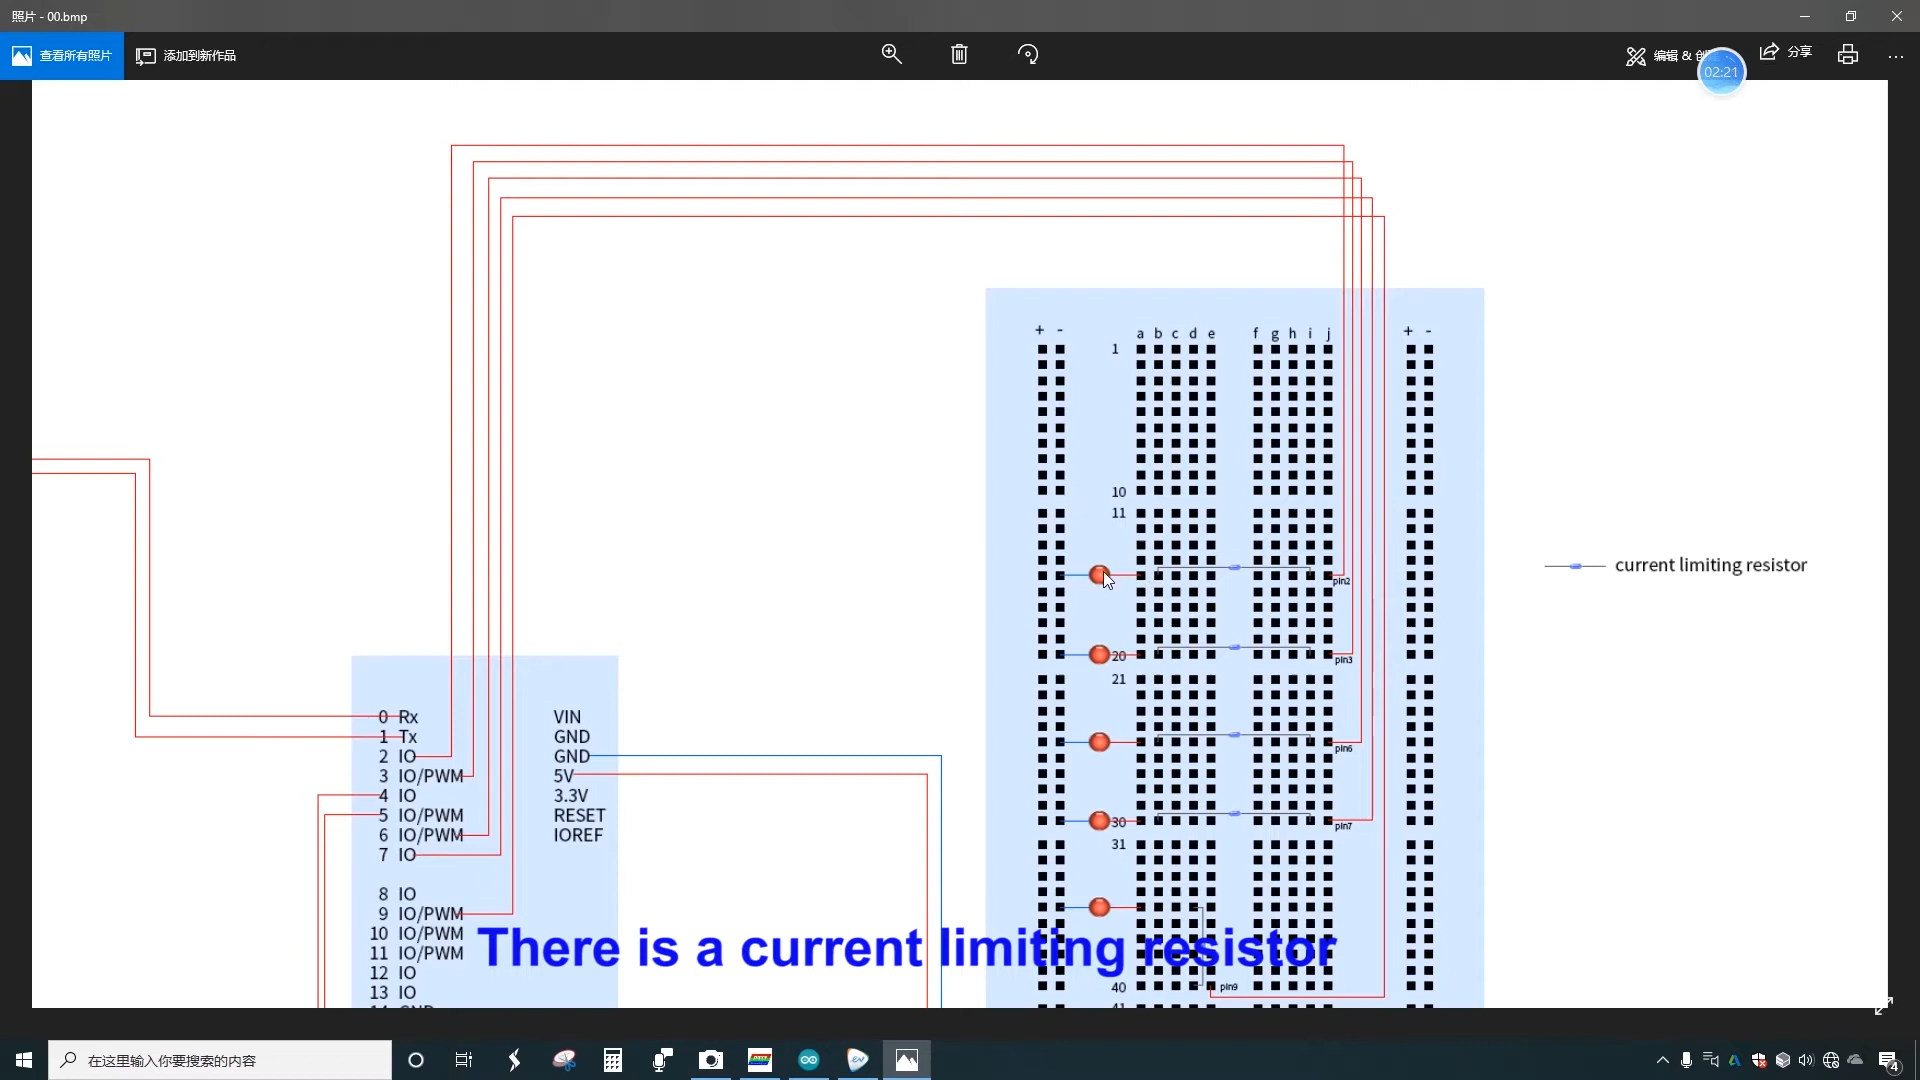 照片 - 00.bmp
查看所有照片
添加到新作品
编辑 & 创
02:21
分享
+ -
a b c d e
f g h i j
+ -
1
10
11
pin2
current limiting resistor
20
pin3
21
0 Rx
VIN
1 Tx
GND
2 IO
GND
pin6
3 IO/PWM
5V
4 IO
3.3V
5 IO/PWM
RESET
30
pin7
6 IO/PWM
IOREF
31
7 IO
8 IO
9 IO/PWM
10 IO/PWM
There is a current limiting resistor
11 IO/PWM
12 IO
40
pin9
13 IO
在这里输入你要搜索的内容
4